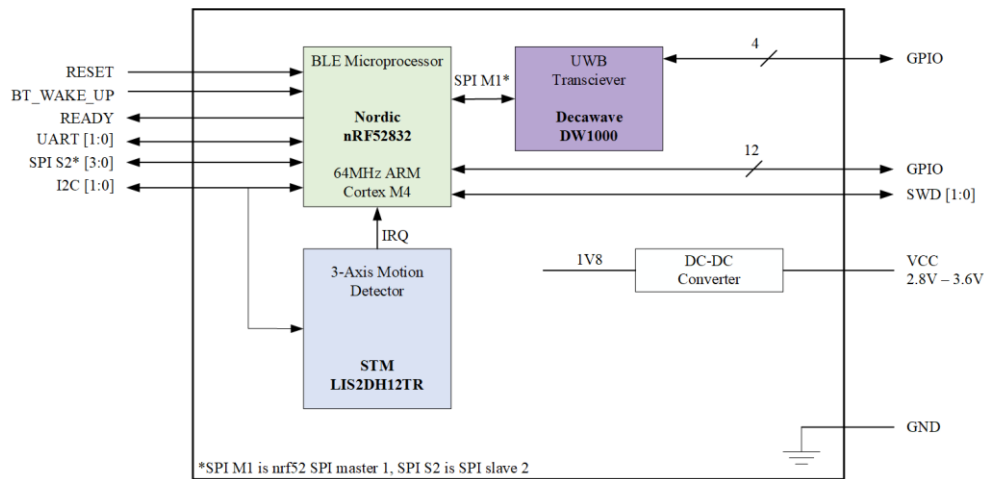 RESET
BT_WAKE_UP
READY
UART [1:0]
SPI S2* [3:0]
I2C [1:0]
BLE Microprocessor
Nordic
nRF52832
64MHz ARM
Cortex M4
SPI M1*
UWB
Transciever
Decawave
DW1000
4
GPIO
12
GPIO
SWD [1:0]
IRQ
3-Axis Motion
Detector
STM
LIS2DH12TR
1V8
DC-DC
Converter
VCC
2.8V – 3.6V
GND
*SPI M1 is nrf52 SPI master 1, SPI S2 is SPI slave 2